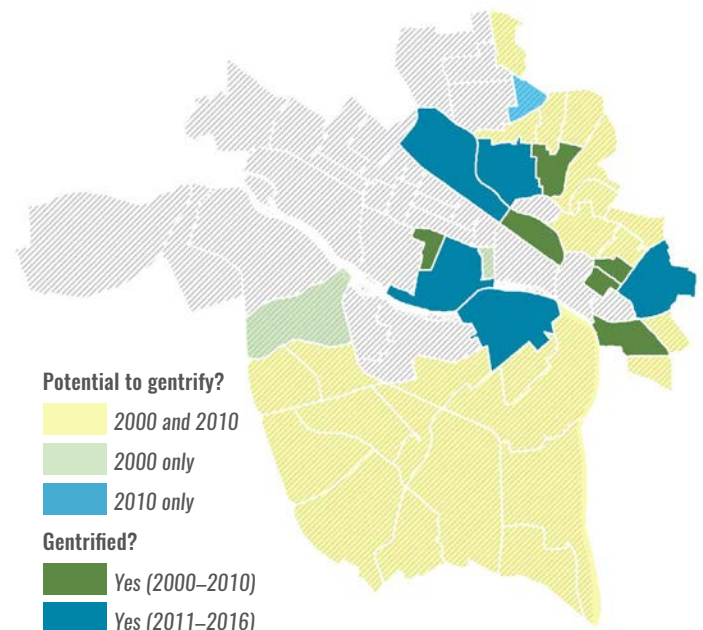 Potential to gentrify?
2000 and 2010
2000 only
2010 only
Gentrified?
Yes (2000–2010)
Yes (2011–2016)